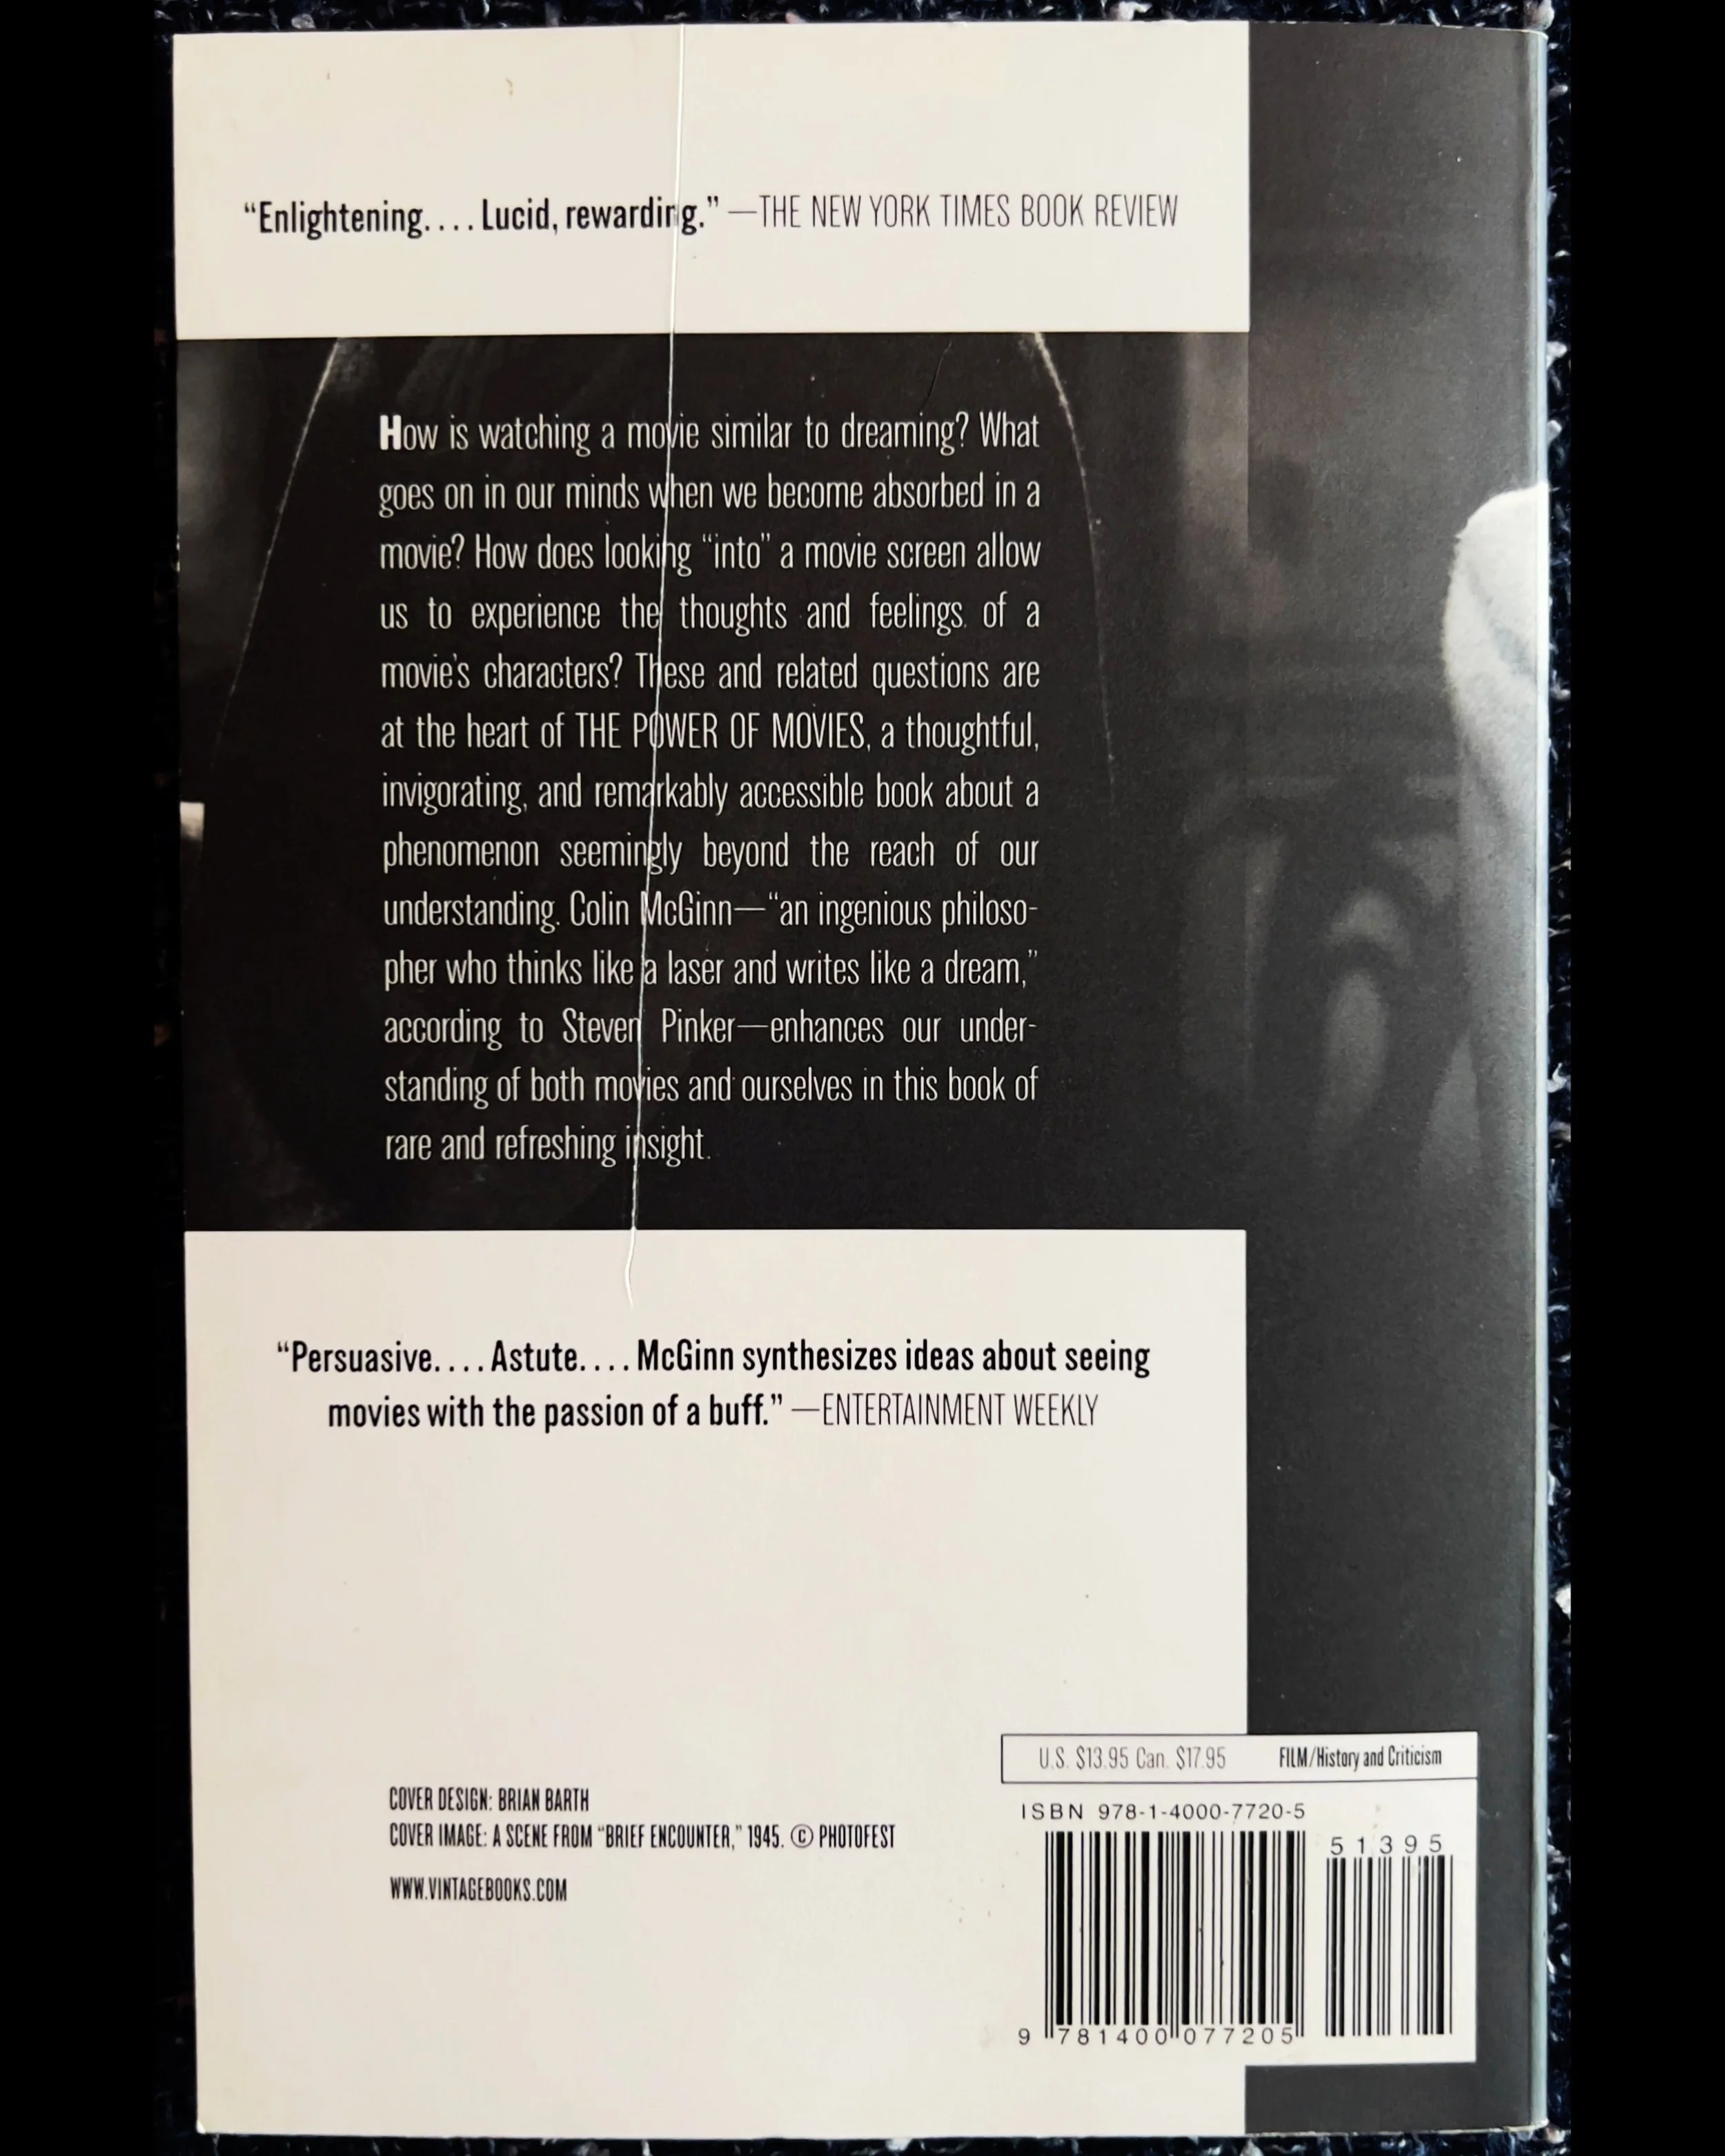 “Enlightening. . . . Lucid, rewarding.” —THE NEW YORK TIMES BOOK REVIEW
How is watching a movie similar to dreaming? What
goes on in our minds when we become absorbed in a
movie? How does looking “into” a movie screen allow
us to experience the thoughts and feelings of a
movie’s characters? These and related questions are
at the heart of THE POWER OF MOVIES, a thoughtful,
invigorating, and remarkably accessible book about a
phenomenon seemingly beyond the reach of our
understanding. Colin McGinn—“an ingenious philoso-
pher who thinks like a laser and writes like a dream,”
according to Steven Pinker—enhances our under-
standing of both movies and ourselves in this book of
rare and refreshing insight.
“Persuasive. . . . Astute. . . . McGinn synthesizes ideas about seeing
movies with the passion of a buff.” —ENTERTAINMENT WEEKLY
COVER DESIGN: BRIAN BARTH
COVER IMAGE: A SCENE FROM “BRIEF ENCOUNTER,” 1945. © PHOTOFEST
WWW.VINTAGEBOOKS.COM
U.S. $13.95 Can. $17.95 FILM/History and Criticism
ISBN 978-1-4000-7720-5
51395
9 781400 077205